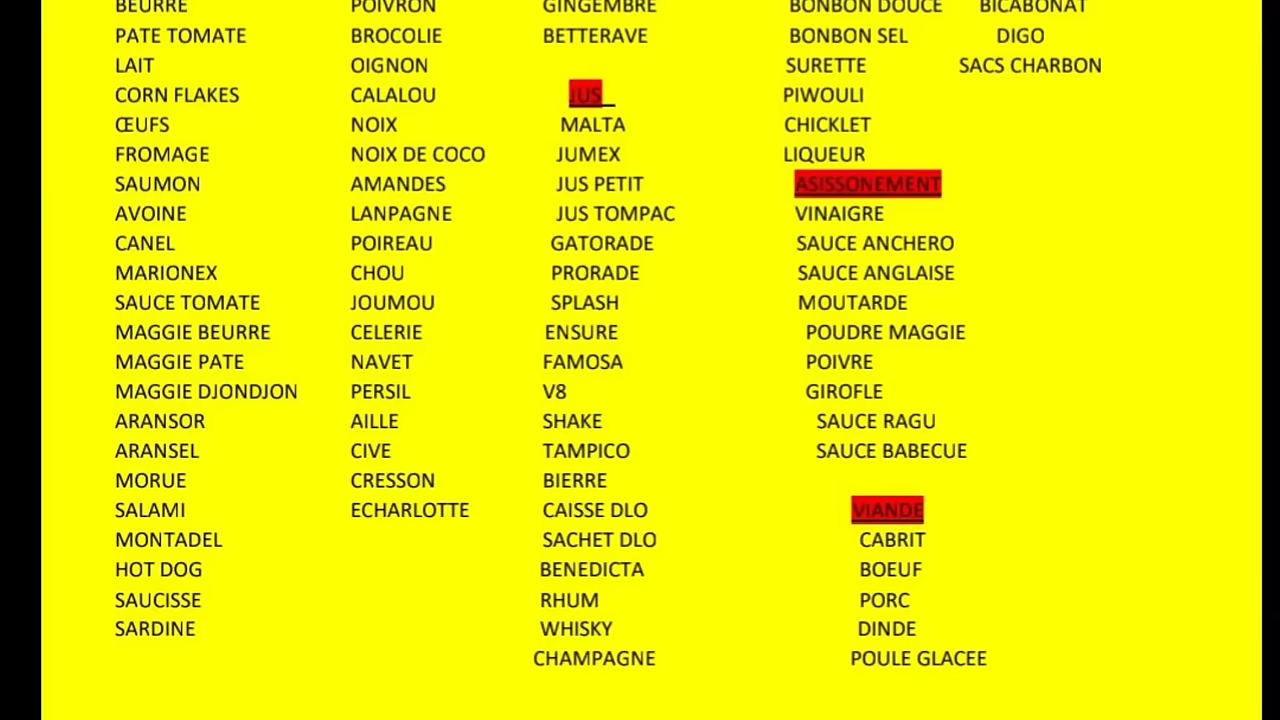 BEURRE POIVRON GINGEMBRE BONBON DOUCE BICABONAT
PATE TOMATE BROCOLIE BETTERAVE BONBON SEL DIGO
LAIT OIGNON SURETTE SACS CHARBON
CORN FLAKES CALALOU JUS PIWOULI
ŒUFS NOIX MALTA CHICKLET
FROMAGE NOIX DE COCO JUMEX LIQUEUR
SAUMON AMANDES JUS PETIT ASISSONEMENT
AVOINE LANPAGNE JUS TOMPAC VINAIGRE
CANEL POIREAU GATORADE SAUCE ANCHERO
MARIONEX CHOU PRORADE SAUCE ANGLAISE
SAUCE TOMATE JOUMOU SPLASH MOUTARDE
MAGGIE BEURRE CELERIE ENSURE POUDRE MAGGIE
MAGGIE PATE NAVET FAMOSA POIVRE
MAGGIE DJONDJON PERSIL V8 GIROFLE
ARANSOR AILLE SHAKE SAUCE RAGU
ARANSEL CIVE TAMPICO SAUCE BABECUE
MORUE CRESSON BIERRE
SALAMI ECHARLOTTE CAISSE DLO VIANDE
MONTADEL SACHET DLO CABRIT
HOT DOG BENEDICTA BOEUF
SAUCISSE RHUM PORC
SARDINE WHISKY DINDE
CHAMPAGNE POULE GLACEE